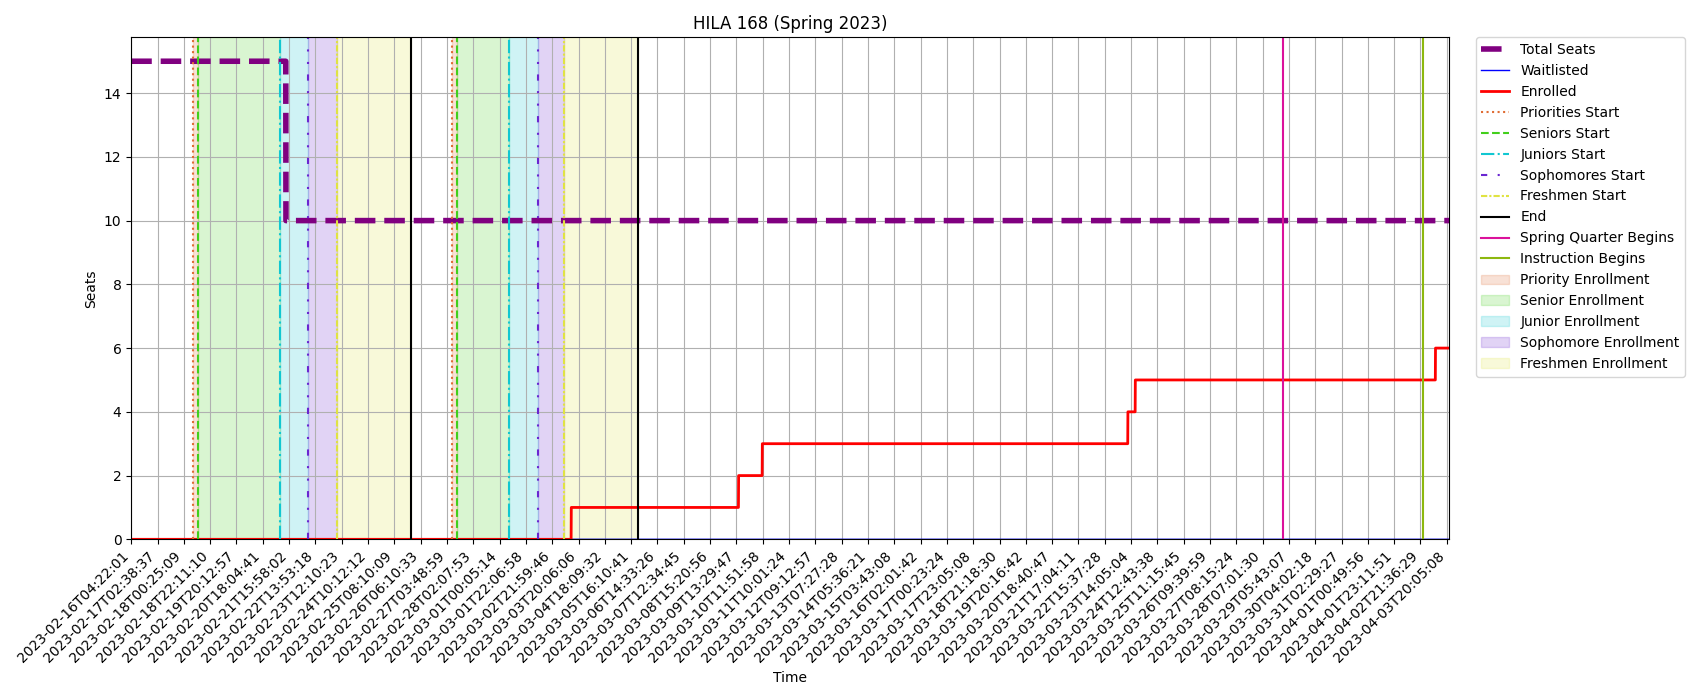 HILA 168 (Spring 2023)
Seats
14
12
10
8
6
4
2
0
2023-02-16T04:22:01
2023-02-17T02:38:37
2023-02-18T00:25:09
2023-02-18T22:11:10
2023-02-19T20:12:57
2023-02-20T18:04:41
2023-02-21T15:58:02
2023-02-22T13:53:18
2023-02-23T12:10:23
2023-02-24T10:12:12
2023-02-25T08:10:09
2023-02-26T06:10:33
2023-02-27T03:48:59
2023-02-28T02:07:53
2023-03-01T00:05:14
2023-03-01T22:06:58
2023-03-02T21:59:46
2023-03-03T20:06:06
2023-03-04T18:09:32
2023-03-05T16:10:41
2023-03-06T14:33:26
2023-03-07T12:34:45
2023-03-08T15:20:56
2023-03-09T13:29:47
2023-03-10T11:51:58
2023-03-11T10:01:24
2023-03-12T09:12:57
2023-03-13T07:27:28
2023-03-14T05:36:21
2023-03-15T03:43:08
2023-03-16T02:01:42
2023-03-17T00:23:24
2023-03-17T23:05:08
2023-03-18T21:18:30
2023-03-19T20:16:42
2023-03-20T18:40:47
2023-03-21T17:04:11
2023-03-22T15:37:28
2023-03-23T14:05:04
2023-03-24T12:43:38
2023-03-25T11:15:45
2023-03-26T09:39:59
2023-03-27T08:15:24
2023-03-28T07:01:30
2023-03-29T05:43:07
2023-03-30T04:02:18
2023-03-31T02:29:27
2023-04-01T00:49:56
2023-04-01T23:11:51
2023-04-02T21:36:29
2023-04-03T20:05:08
Time
Total Seats
Waitlisted
Enrolled
Priorities Start
Seniors Start
Juniors Start
Sophomores Start
Freshmen Start
End
Spring Quarter Begins
Instruction Begins
Priority Enrollment
Senior Enrollment
Junior Enrollment
Sophomore Enrollment
Freshmen Enrollment